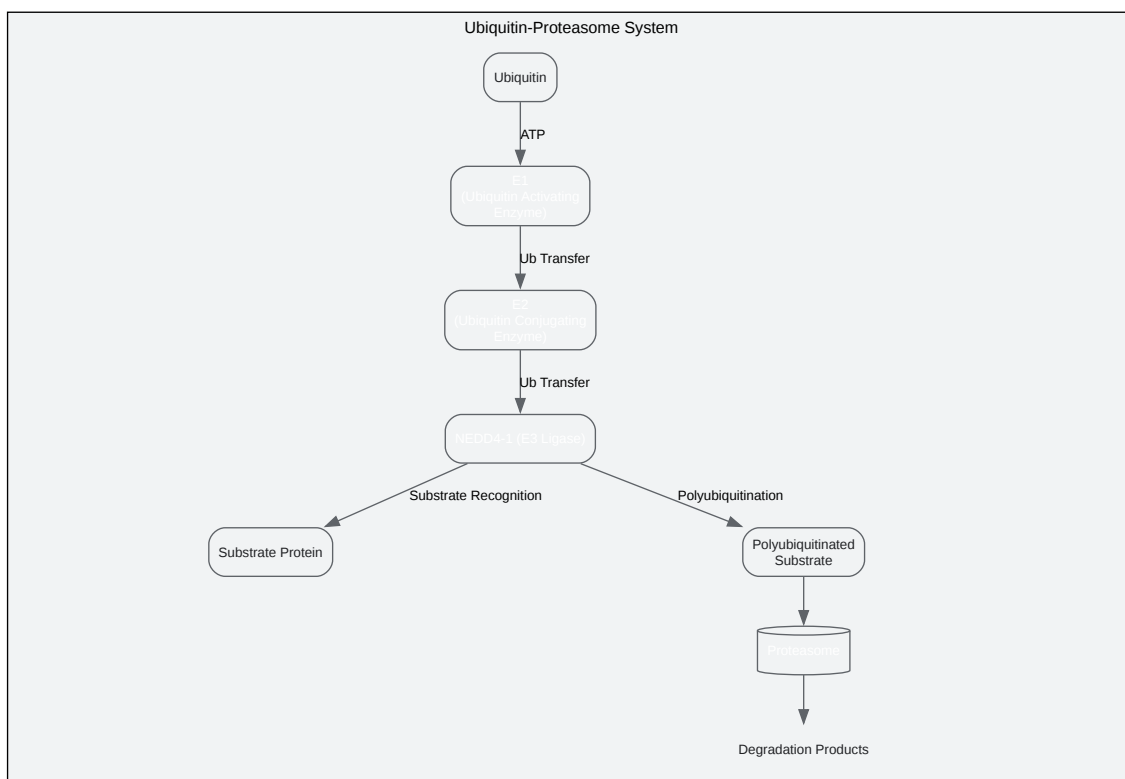 Ubiquitin-Proteasome System
Ubiquitin
ATP
E1
(Ubiquitin Activating
Enzyme)
Ub Transfer
E2
(Ubiquitin Conjugating
Enzyme)
Ub Transfer
NEDD4-1 (E3 Ligase)
Substrate Recognition
Polyubiquitination
Substrate Protein
Polyubiquitinated
Substrate
Proteasome
Degradation Products